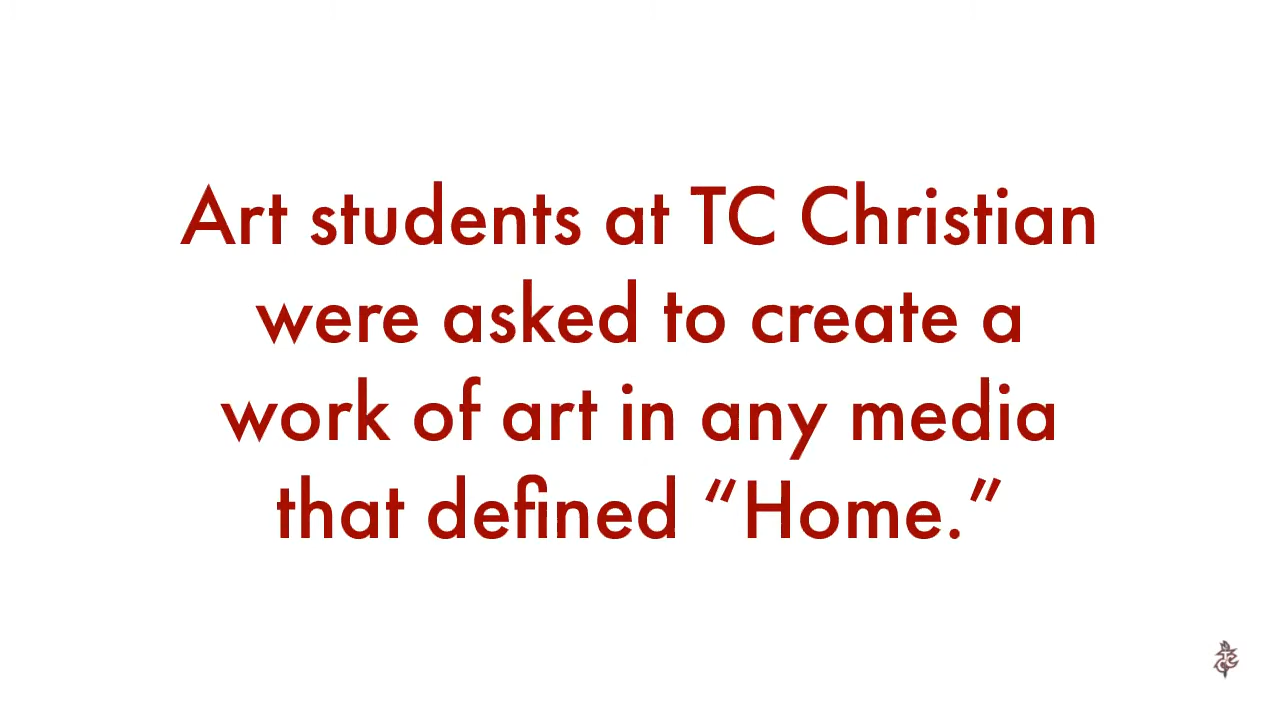 Art students at TC Christian
were asked to create a
work of art in any media
that defined “Home.”